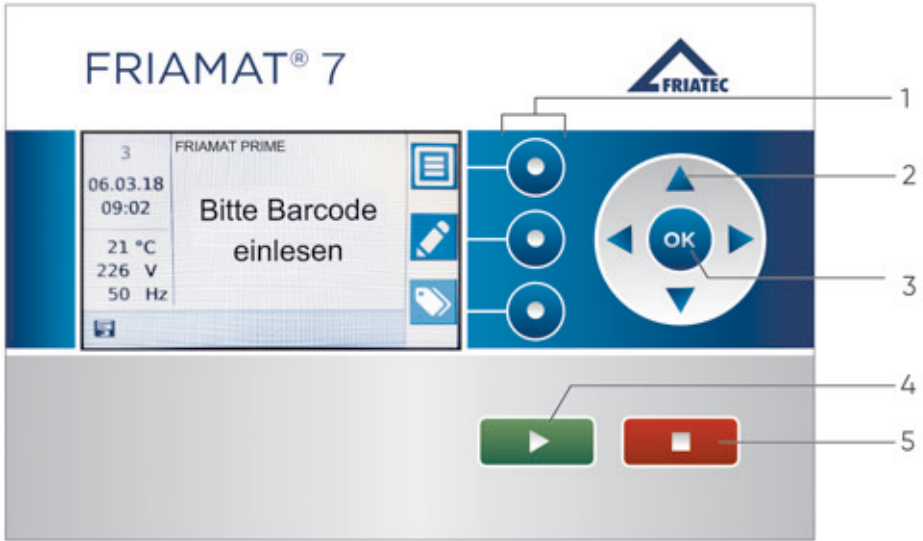 FRIAMAT® 7
FRIATEC
3
06.03.18
09:02
21 °C
226 V
50 Hz
FRIAMAT PRIME
Bitte Barcode
einlesen
OK
1
2
3
4
5